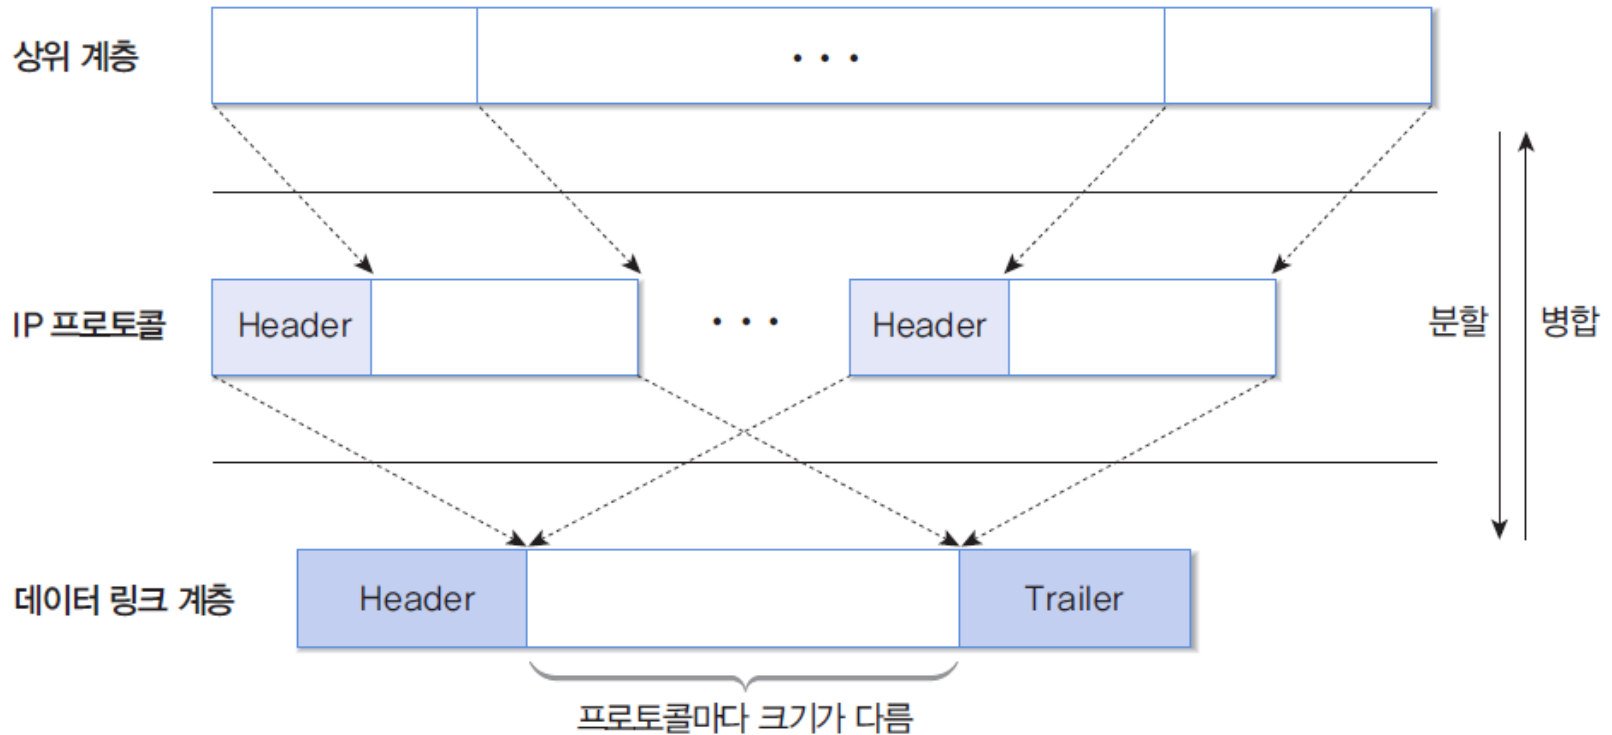 상위 계층
• • •
IP 프로토콜
Header
• • •
Header
분할
병합
데이터 링크 계층
Header
Trailer
프로토콜마다 크기가 다름